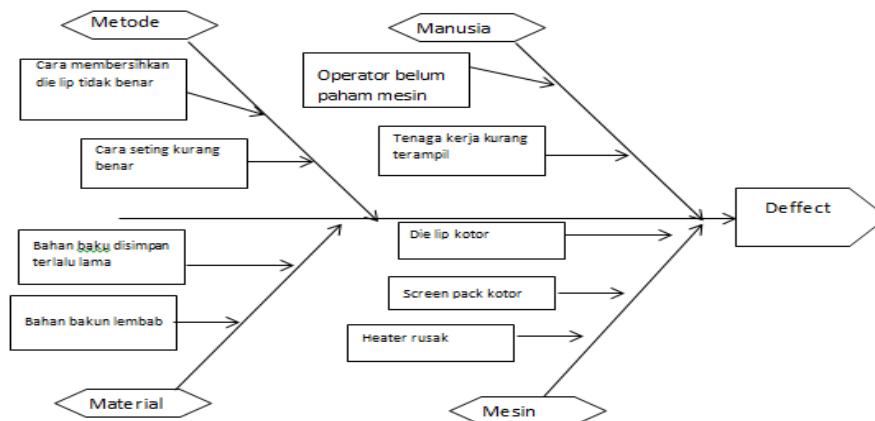 Metode
Manusia
Cara membersihkan
die lip tidak benar
Operator belum
paham mesin
Cara seting kurang
benar
Tenaga kerja kurang
terampil
Deffect
Bahan baku disimpan
terlalu lama
Die lip kotor
Screen pack kotor
Bahan bakun lembab
Heater rusak
Material
Mesin